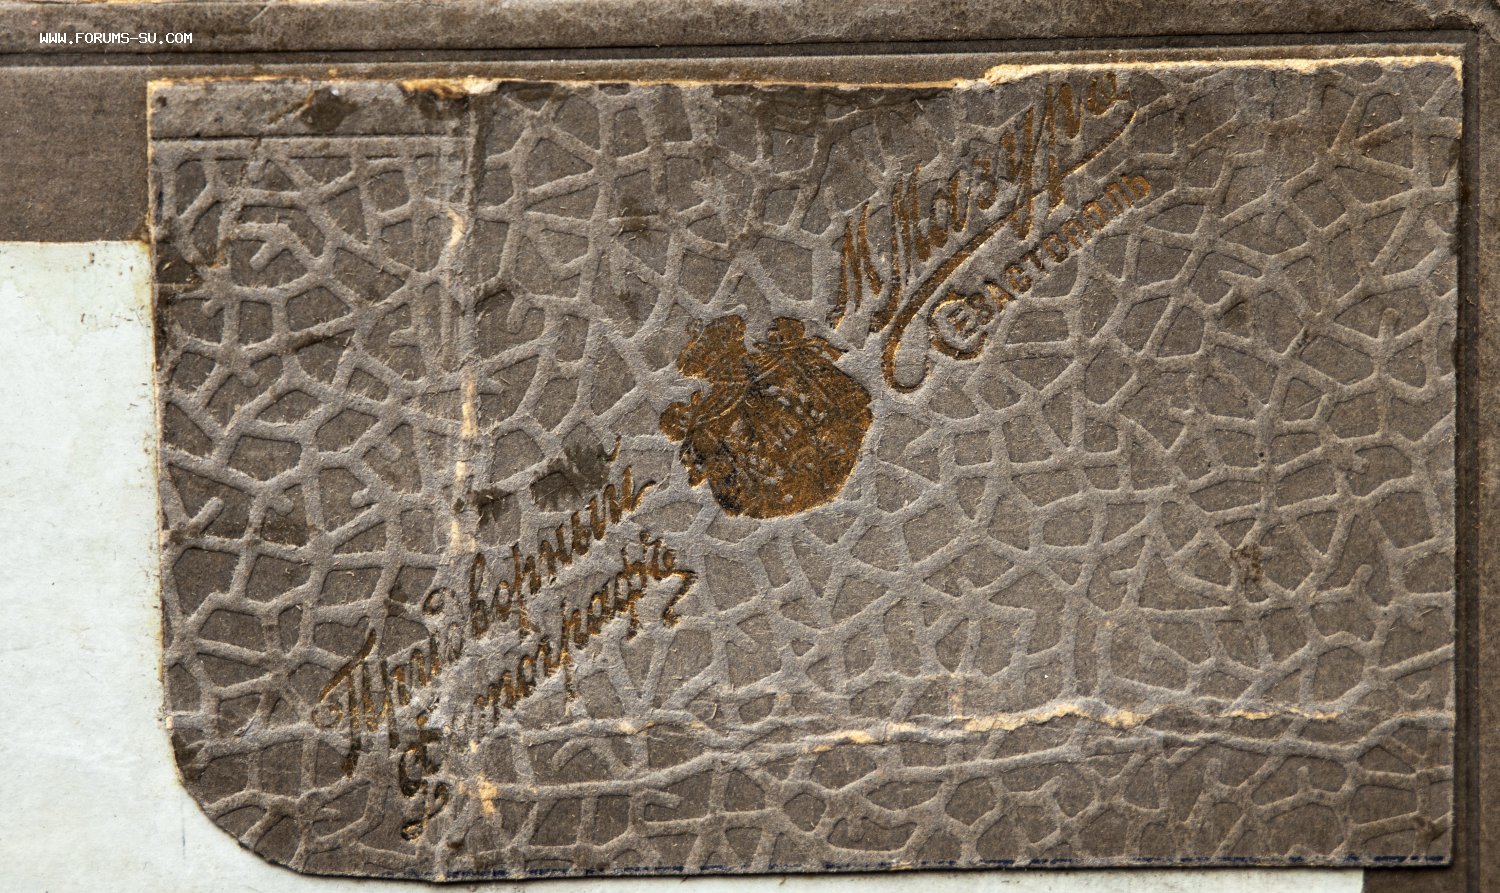 WWW.FORUMS-SU.COM
М. Мазуръ
СЕВАСТОПОЛЬ
Придворный
фотографъ